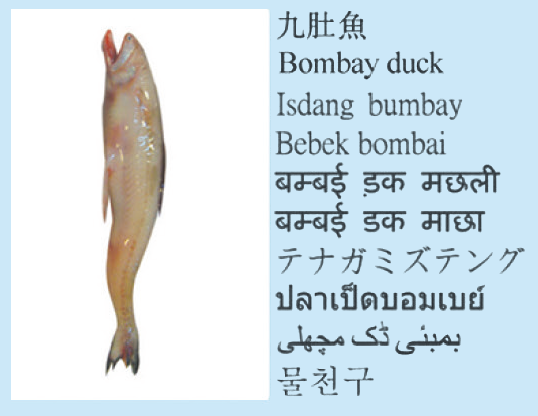 九肚魚
Bombay duck
Isdang bumbay
Bebek bombai
बम्बई ड़क मछली
बम्बई डक माछा
テナガミズテング
ปลาเป็ดบอมเบย์
بمبئی ڈک مچھلی
물천구